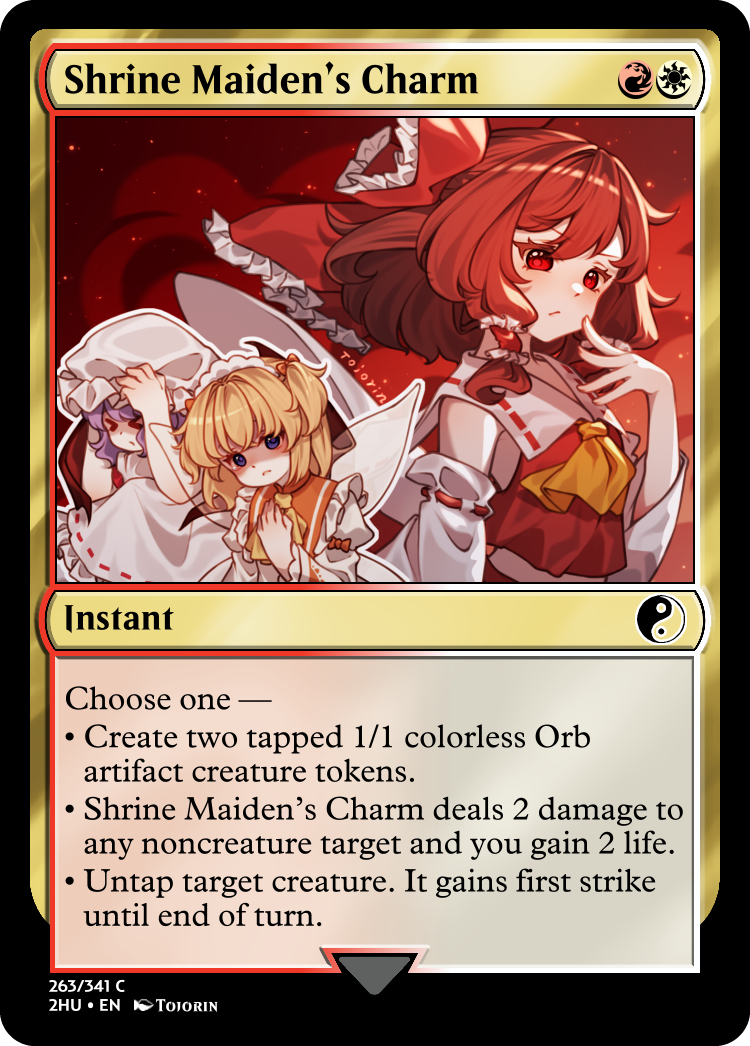 Shrine Maiden's Charm
Tojorin
Instant
Choose one —
• Create two tapped 1/1 colorless Orb
artifact creature tokens.
• Shrine Maiden's Charm deals 2 damage to
any noncreature target and you gain 2 life.
• Untap target creature. It gains first strike
until end of turn.
263/341 C
2HU • EN Tojorin